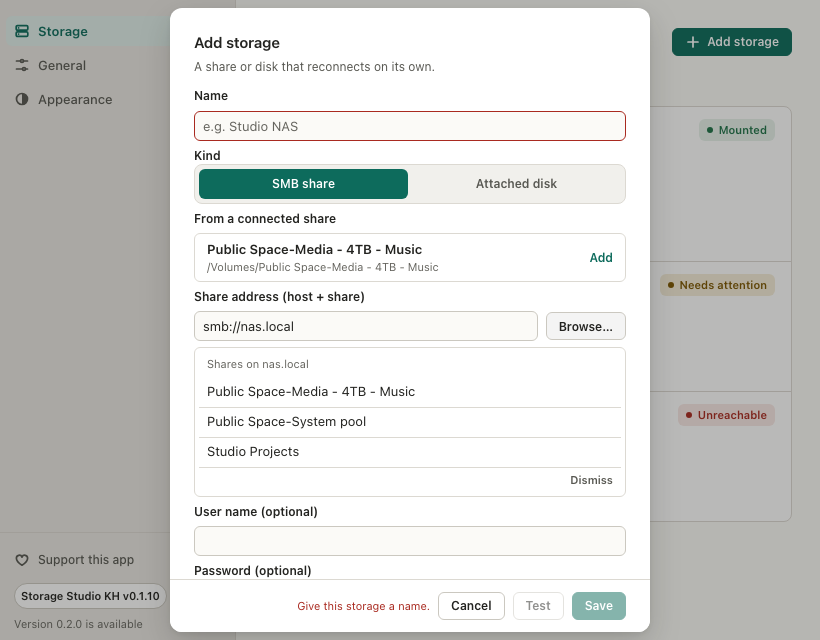 Storage
General
Appearance
Support this app
Storage Studio KH v0.1.10
Version 0.2.0 is available
Add storage
Mounted
Needs attention
Unreachable
Add storage
A share or disk that reconnects on its own.
Name
e.g. Studio NAS
Kind
SMB share
Attached disk
From a connected share
Public Space-Media - 4TB - Music
/Volumes/Public Space-Media - 4TB - Music
Add
Share address (host + share)
smb://nas.local
Browse...
Shares on nas.local
Public Space-Media - 4TB - Music
Public Space-System pool
Studio Projects
Dismiss
User name (optional)
Password (optional)
Give this storage a name.
Cancel
Test
Save